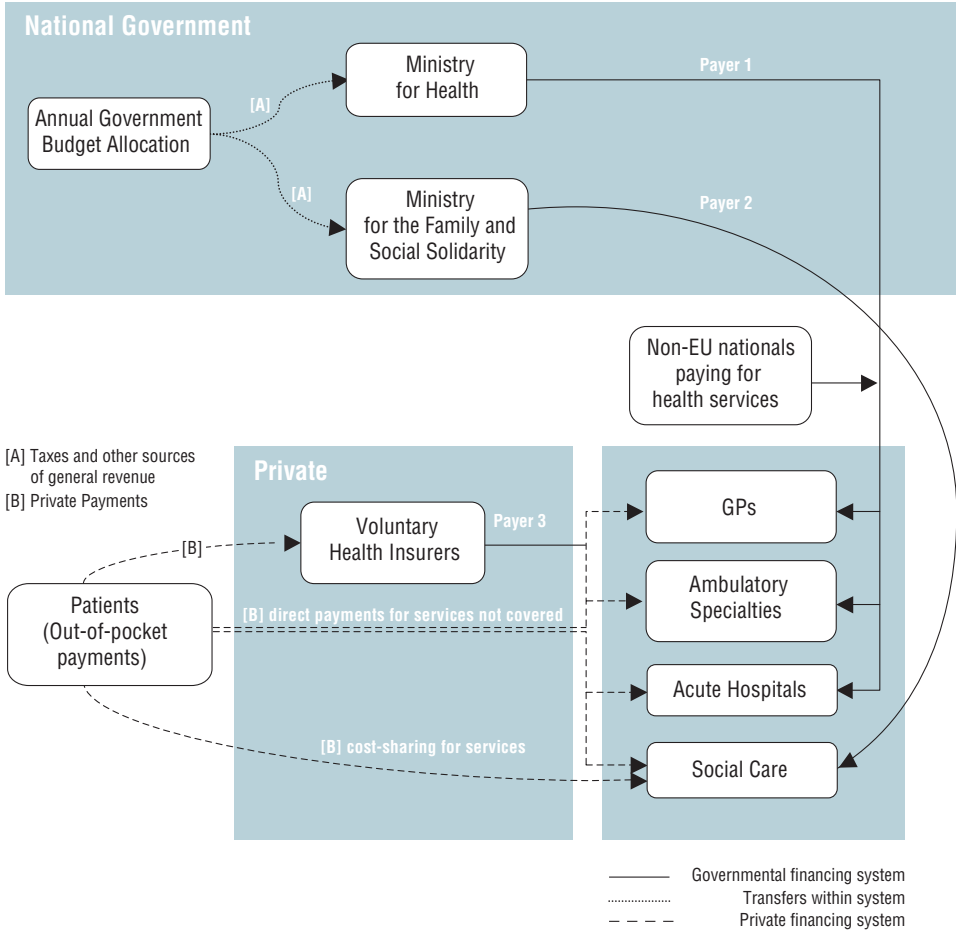 National Government
Annual Government
Budget Allocation
[A]
[A]
Ministry
for Health
Ministry
for the Family and
Social Solidarity
Payer 1
Payer 2
Non-EU nationals
paying for
health services
[A] Taxes and other sources
of general revenue
[B] Private Payments
Private
Voluntary
Health Insurers
Payer 3
[B]
Patients
(Out-of-pocket
payments)
[B] direct payments for services not covered
[B] cost-sharing for services
GPs
Ambulatory
Specialties
Acute Hospitals
Social Care
Governmental financing system
Transfers within system
Private financing system